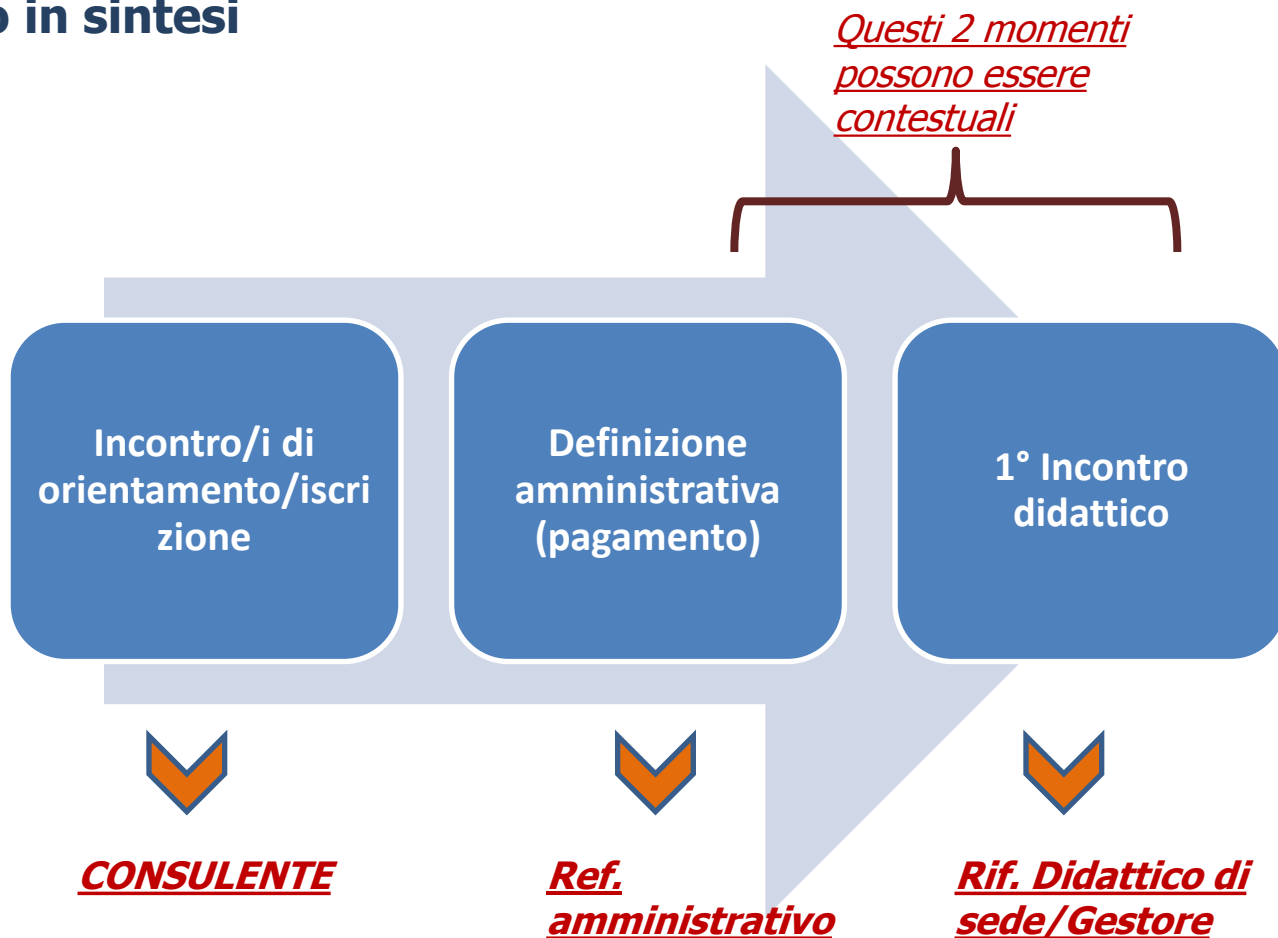 o in sintesi
Questi 2 momenti
possono essere
contestuali
Incontro/i di
orientamento/iscri
zione
Definizione
amministrativa
(pagamento)
1° Incontro
didattico
CONSULENTE
Ref.
amministrativo
Rif. Didattico di
sede/Gestore